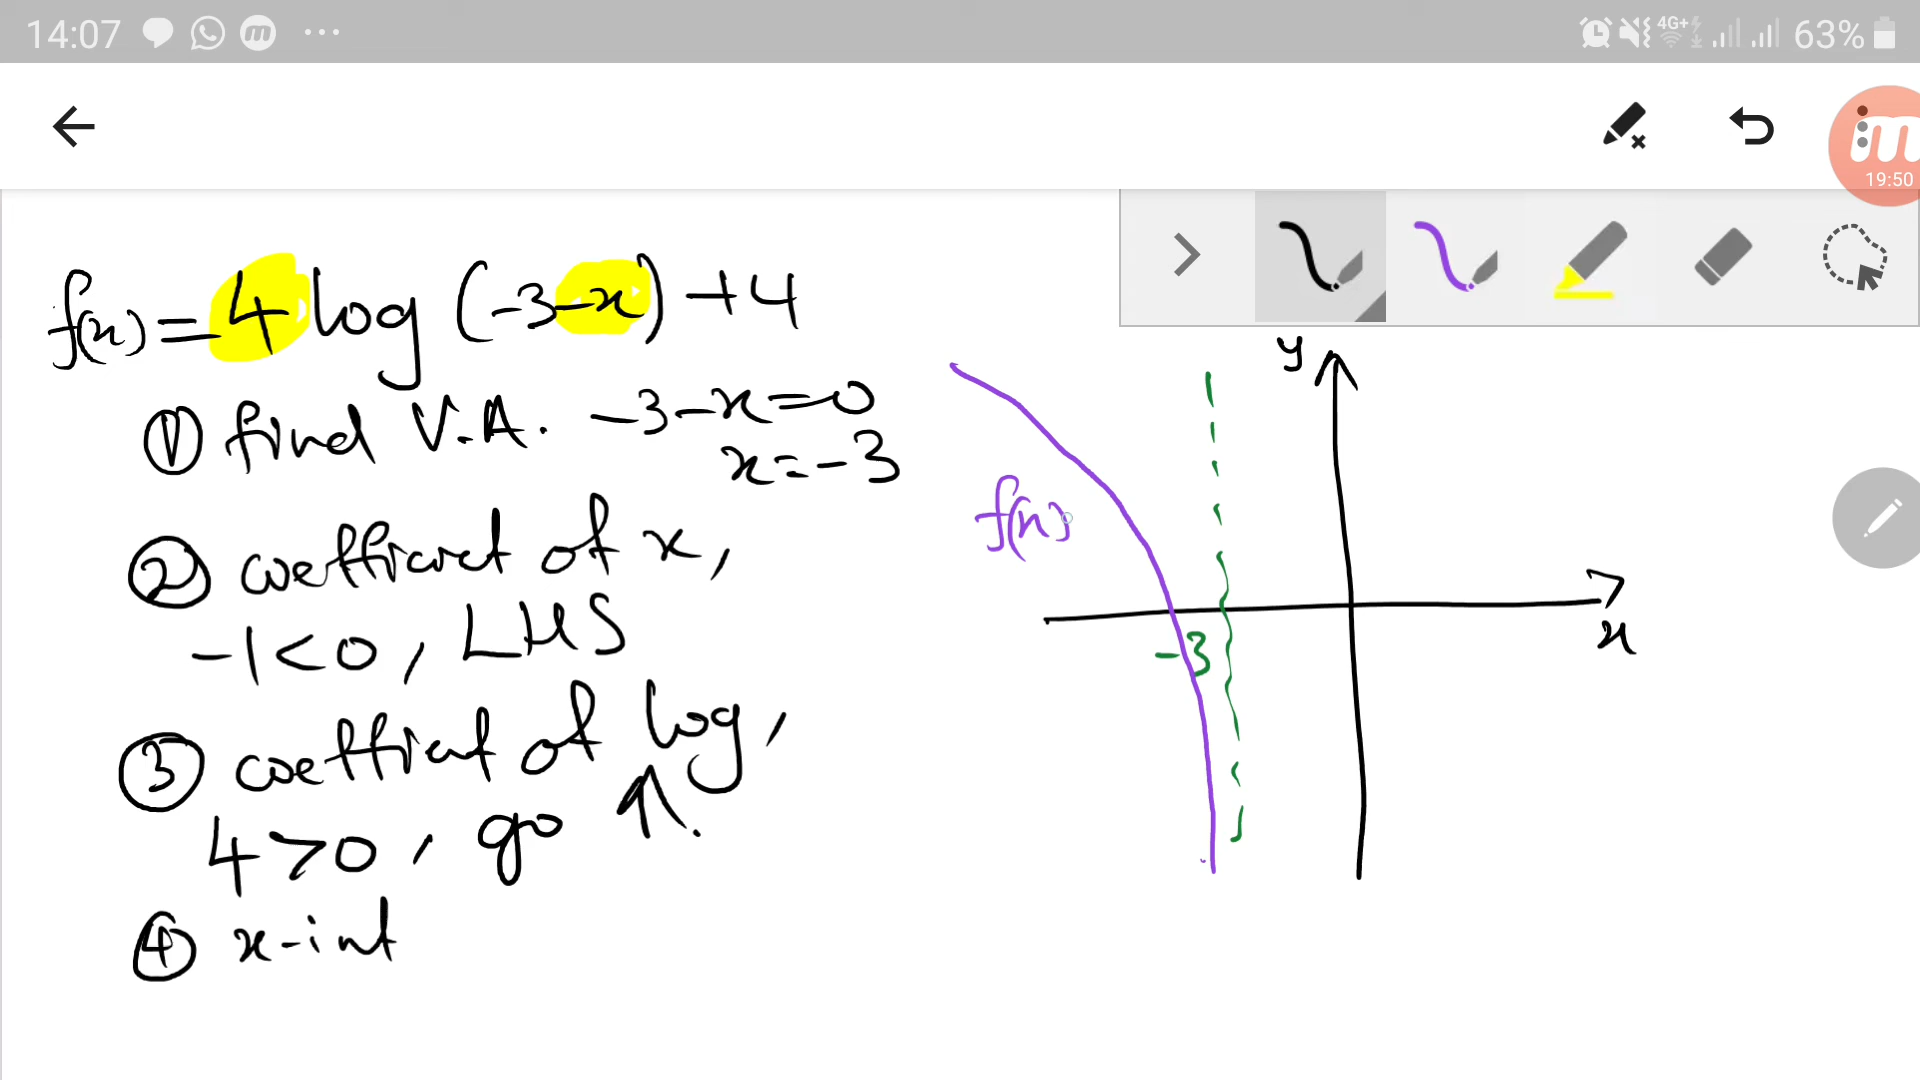 14:07 m ... 4G+ 63%
m
19:50
f(x)=4 log (-3-x) +4
① find V.A. -3-x=0
x=-3
② coefficient of x,
-1<0, LHS
③ coefficient of log,
4>0, go ↑.
④ x-int
y
f(x)
-3
x